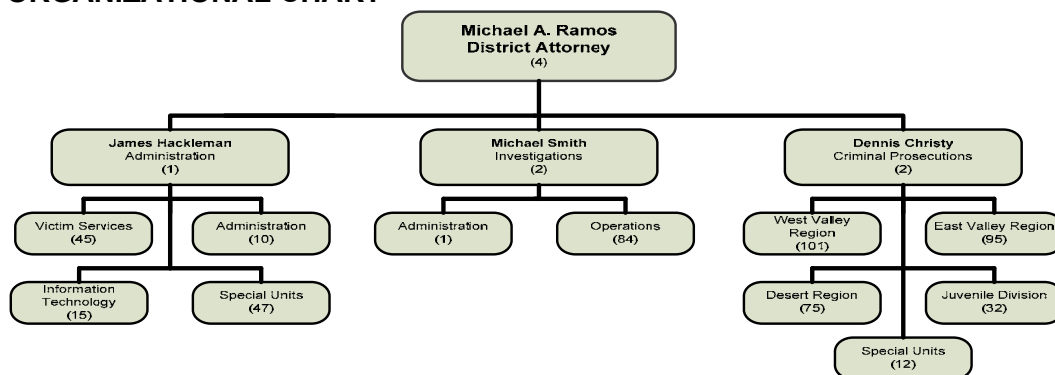 ORGANIZATIONAL CHART
Michael A. Ramos
District Attorney
(4)
James Hackleman
Administration
(1)
Michael Smith
Investigations
(2)
Dennis Christy
Criminal Prosecutions
(2)
Victim Services
(45)
Administration
(10)
Administration
(1)
Operations
(84)
West Valley
Region
(101)
East Valley Region
(95)
Information
Technology
(15)
Special Units
(47)
Desert Region
(75)
Juvenile Division
(32)
Special Units
(12)